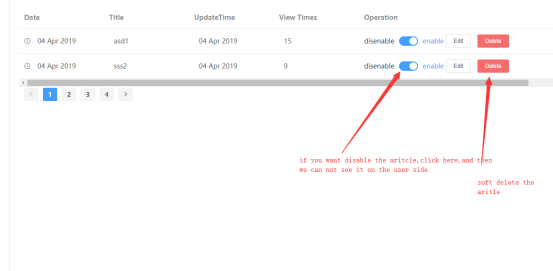 Date Title UpdateTime View Times Operation
04 Apr 2019 asd1 04 Apr 2019 15 disenable enable Edit Delete
04 Apr 2019 sss2 04 Apr 2019 9 disenable enable Edit Delete
1 2 3 4
if you want disable the aritcle,click here,and then
we can not see it on the user side
soft delete the
aritle